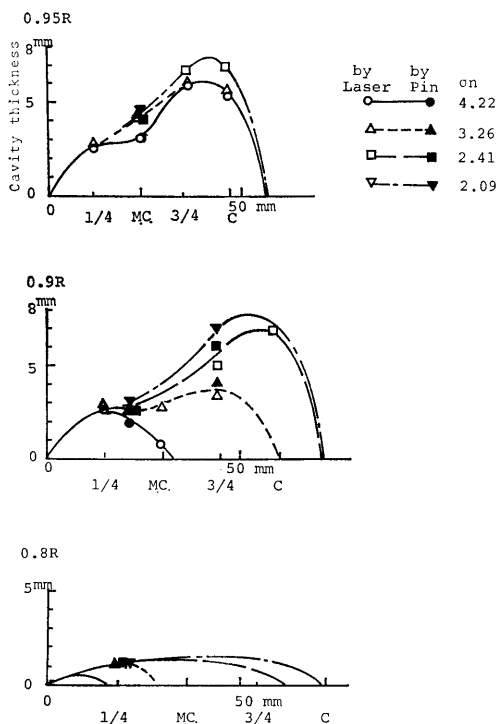 0.95R
8mm
5
0
Cavity thickness
0
1/4 MC. 3/4 C 50 mm
by Laser by Pin σn
4.22
3.26
2.41
2.09
0.9R
8mm
5
0
0 50 mm
1/4 MC. 3/4 C
0.8R
5mm
0
0 50 mm
1/4 MC. 3/4 C